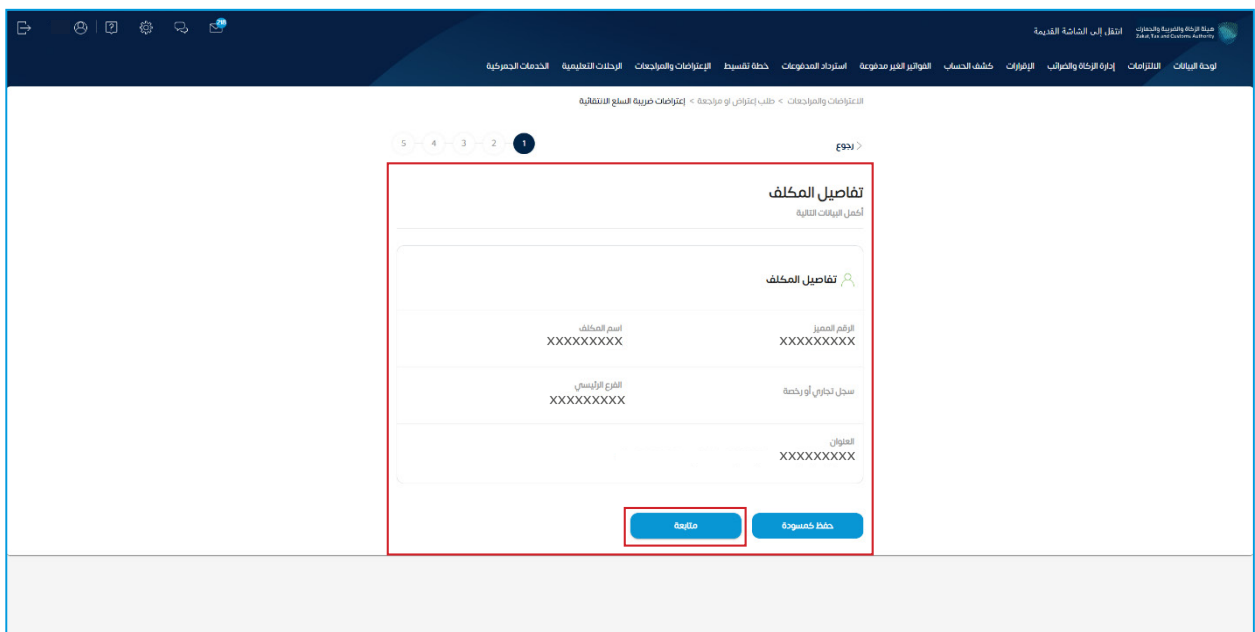 هيئة الزكاة والضريبة والجمارك
Zakat, Tax and Customs Authority
انتقل إلى الشاشة القديمة
لوحة البيانات الالتزامات إدارة الزكاة والضرائب الإقرارات كشف الحساب الفواتير الغير مدفوعة استرداد المدفوعات خطة تقسيط الإعتراضات والمراجعات الرحلات التعليمية الخدمات الجمركية
الاعتراضات والمراجعات > طلب إعتراض او مراجعة > إعتراضات ضريبة السلع الانتقائية
رجوع
1 2 3 4 5
تفاصيل المكلف
أكمل البيانات التالية
تفاصيل المكلف
الرقم المميز اسم المكلف
XXXXXXXXX XXXXXXXXX
سجل تجاري أو رخصة الفرع الرئيسي
XXXXXXXXX
العنوان
XXXXXXXXX
حفظ كمسودة متابعة